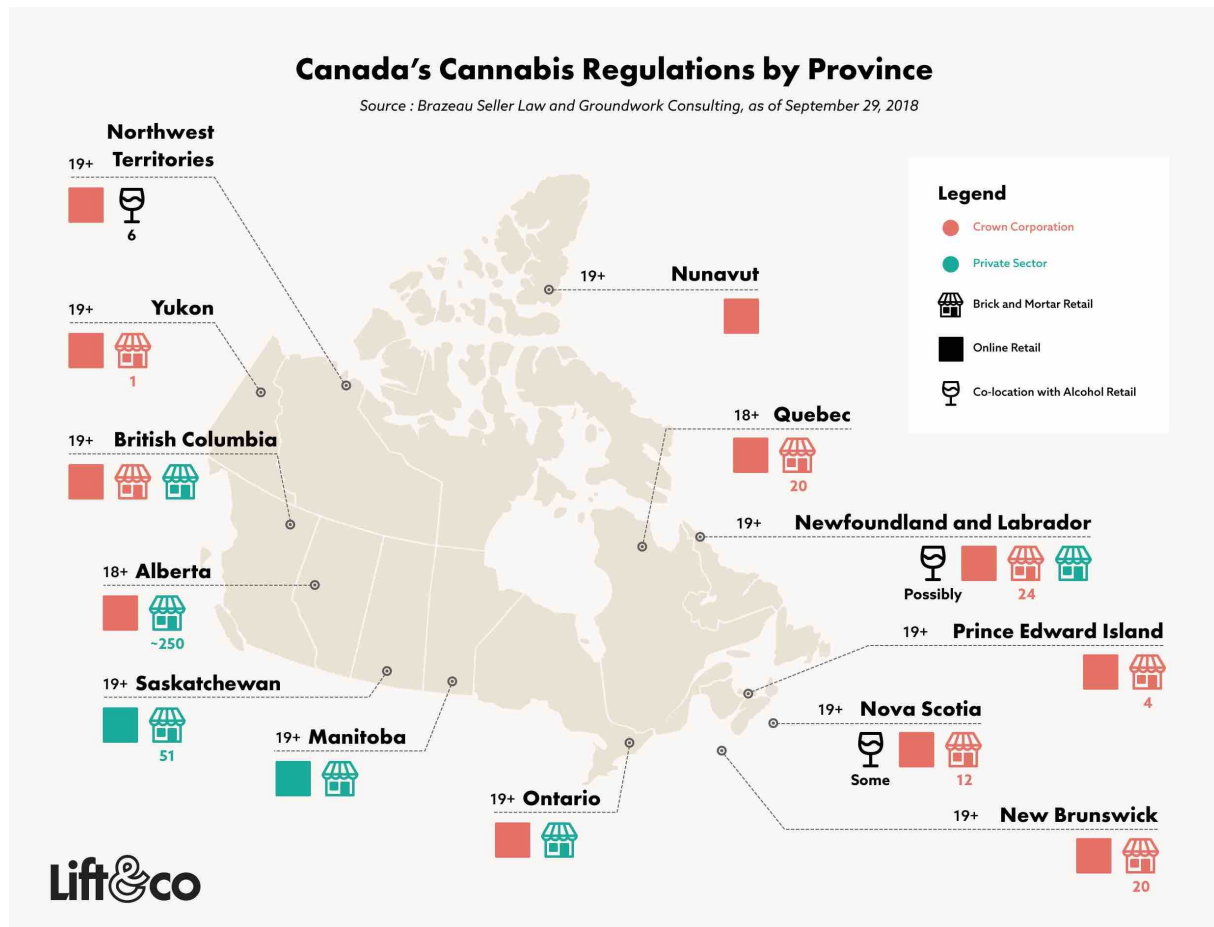 Canada's Cannabis Regulations by Province
Source : Brazeau Seller Law and Groundwork Consulting, as of September 29, 2018
19+ Northwest
Territories
6
19+ Yukon
1
19+ British Columbia
18+ Alberta
~250
19+ Saskatchewan
51
19+ Manitoba
19+ Ontario
19+ Nunavut
18+ Quebec
20
19+ Newfoundland and Labrador
Possibly
24
19+ Prince Edward Island
4
19+ Nova Scotia
Some
12
19+ New Brunswick
20
Legend
Crown Corporation
Private Sector
Brick and Mortar Retail
Online Retail
Co-location with Alcohol Retail
Lift&co